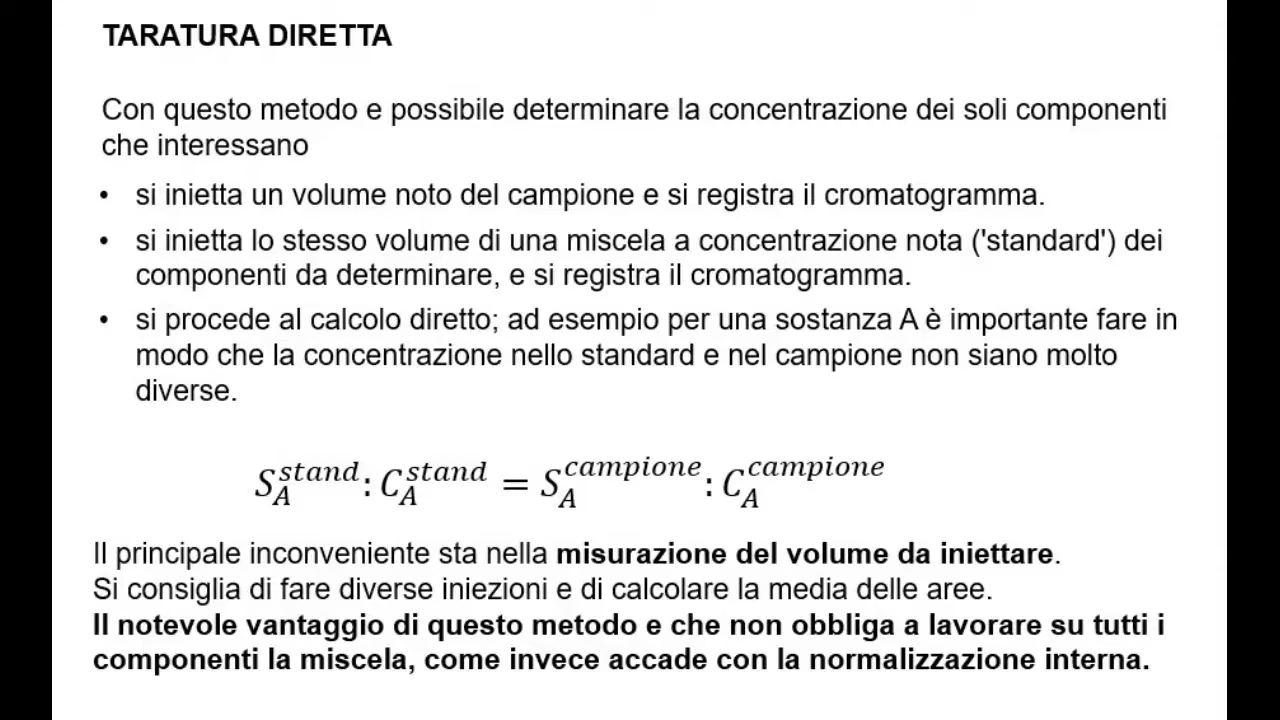 TARATURA DIRETTA
Con questo metodo e possibile determinare la concentrazione dei soli componenti
che interessano
• si inietta un volume noto del campione e si registra il cromatogramma.
• si inietta lo stesso volume di una miscela a concentrazione nota ('standard') dei
componenti da determinare, e si registra il cromatogramma.
• si procede al calcolo diretto; ad esempio per una sostanza A è importante fare in
modo che la concentrazione nello standard e nel campione non siano molto
diverse.
S_A^stand : C_A^stand = S_A^campione : C_A^campione
Il principale inconveniente sta nella misurazione del volume da iniettare.
Si consiglia di fare diverse iniezioni e di calcolare la media delle aree.
Il notevole vantaggio di questo metodo e che non obbliga a lavorare su tutti i
componenti la miscela, come invece accade con la normalizzazione interna.